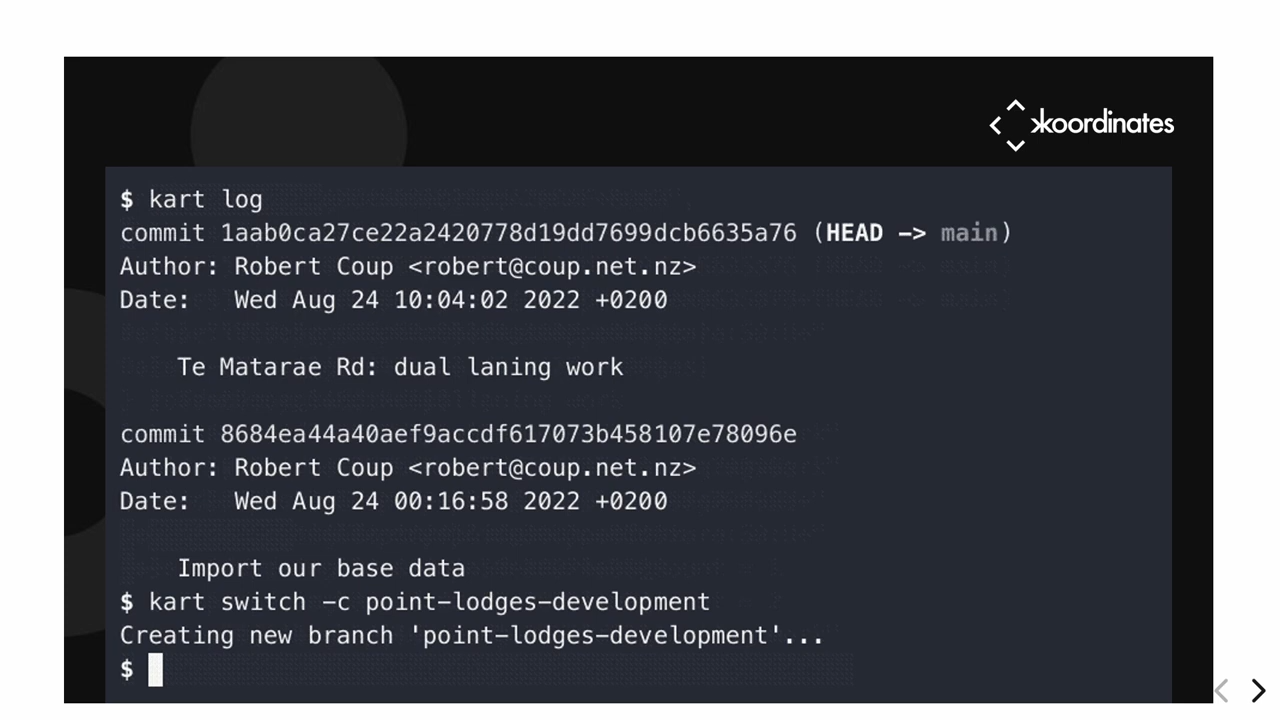 koordinates
$ kart log
commit 1aab0ca27ce22a2420778d19dd7699dcb6635a76 (HEAD -> main)
Author: Robert Coup <robert@coup.net.nz>
Date:   Wed Aug 24 10:04:02 2022 +0200
Te Matarae Rd: dual laning work
commit 8684ea44a40aef9accdf617073b458107e78096e
Author: Robert Coup <robert@coup.net.nz>
Date:   Wed Aug 24 00:16:58 2022 +0200
Import our base data
$ kart switch -c point-lodges-development
Creating new branch 'point-lodges-development'...
$